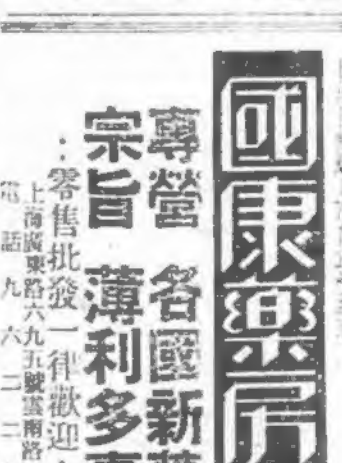 國康藥房
專營 各國新
宗旨 薄利多
：零售批發一律歡迎
上海廣東路六九五號雲南路
電話九六二二